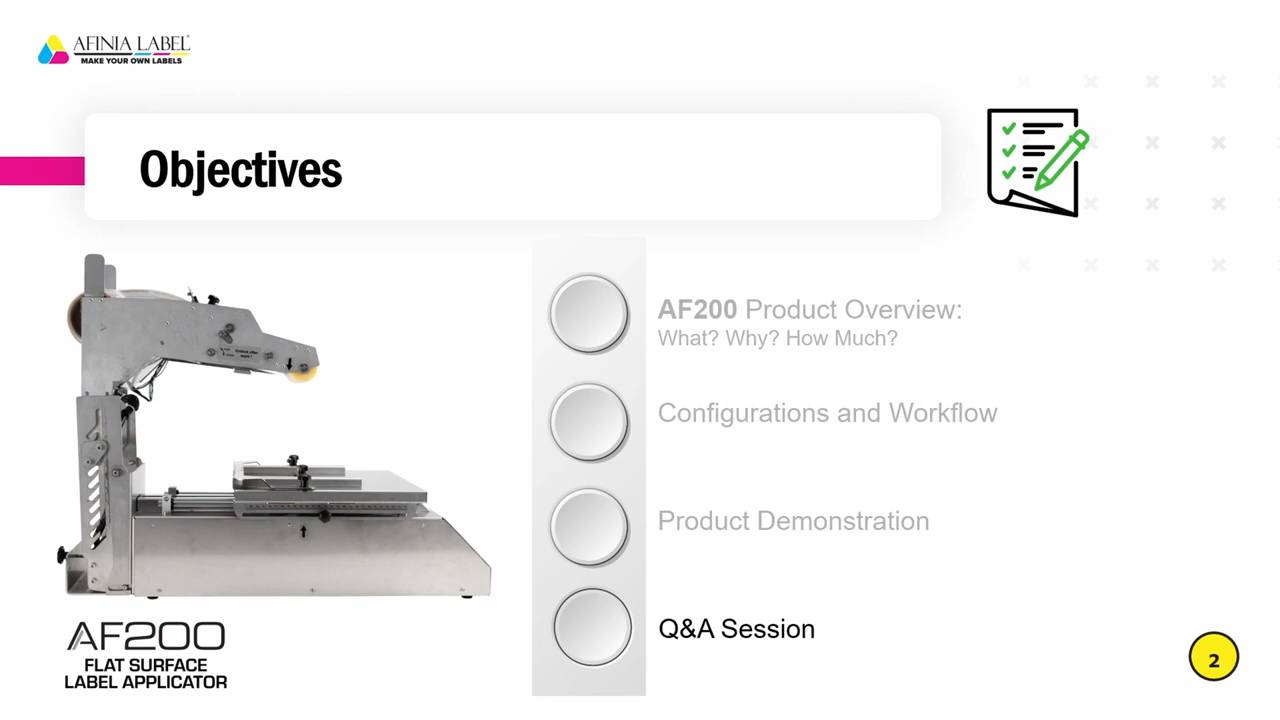 AFINIA LABEL
MAKE YOUR OWN LABELS
Objectives
AF200 Product Overview:
What? Why? How Much?
Configurations and Workflow
Product Demonstration
Q&A Session
AF200
FLAT SURFACE
LABEL APPLICATOR
2